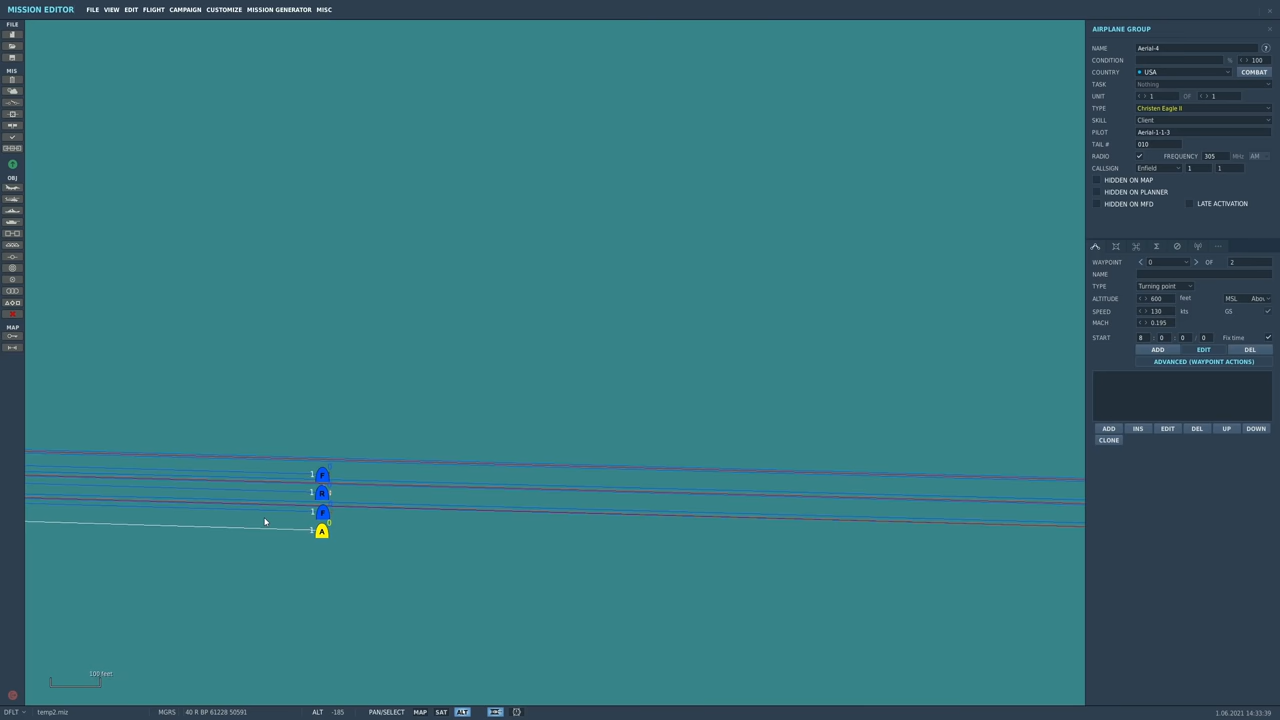 MISSION EDITOR FILE VIEW EDIT FLIGHT CAMPAIGN CUSTOMIZE MISSION GENERATOR MISC
FILE
MIS
OBJ
MAP
AIRPLANE GROUP
NAME Aerial-4 ?
CONDITION % < > 100
COUNTRY USA COMBAT
TASK Nothing
UNIT < > 1 OF < > 1
TYPE Christen Eagle II
SKILL Client
PILOT Aerial-1-1-3
TAIL # 010
RADIO FREQUENCY 305 MHz AM
CALLSIGN Enfield 1 1
HIDDEN ON MAP
HIDDEN ON PLANNER
HIDDEN ON MFD LATE ACTIVATION
WAYPOINT < 0 > OF 2
NAME
TYPE Turning point
ALTITUDE < > 600 feet MSL Abov
SPEED < > 130 kts GS
MACH < > 0.195
START 8 : 0 : 0 / 0 Fix time
ADD EDIT DEL
ADVANCED (WAYPOINT ACTIONS)
ADD INS EDIT DEL UP DOWN
CLONE
1 F
1 R
1 F
0
1 A
100 feet
DFLT temp2.miz MGRS 40 R BP 61228 50591 ALT -185 PAN/SELECT MAP SAT ALT 1.06.2021 14:33:39